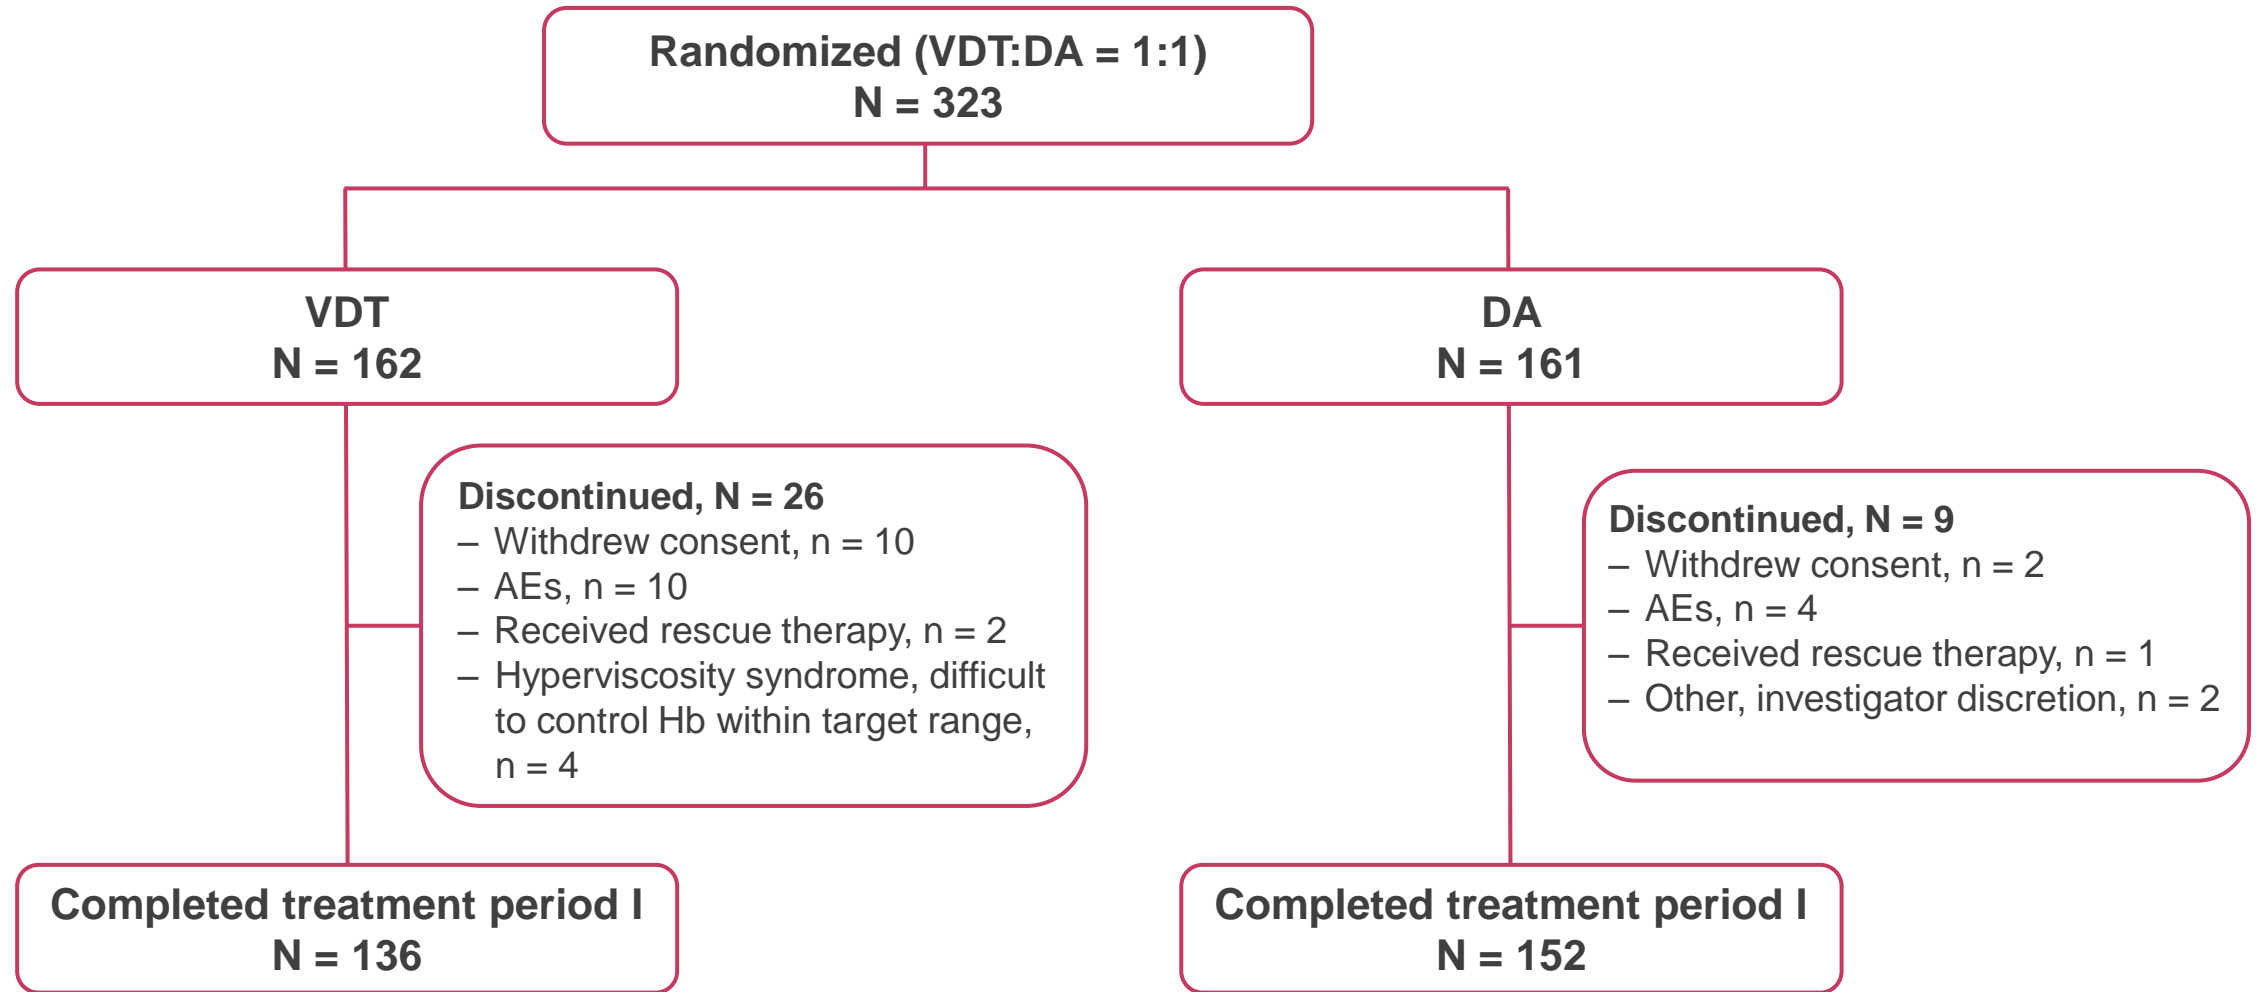 Randomized (VDT:DA = 1:1)
N = 323
VDT
N = 162
DA
N = 161
Discontinued, N = 26
– Withdrew consent, n = 10
– AEs, n = 10
– Received rescue therapy, n = 2
– Hyperviscosity syndrome, difficult
to control Hb within target range,
n = 4
Discontinued, N = 9
– Withdrew consent, n = 2
– AEs, n = 4
– Received rescue therapy, n = 1
– Other, investigator discretion, n = 2
Completed treatment period I
N = 136
Completed treatment period I
N = 152